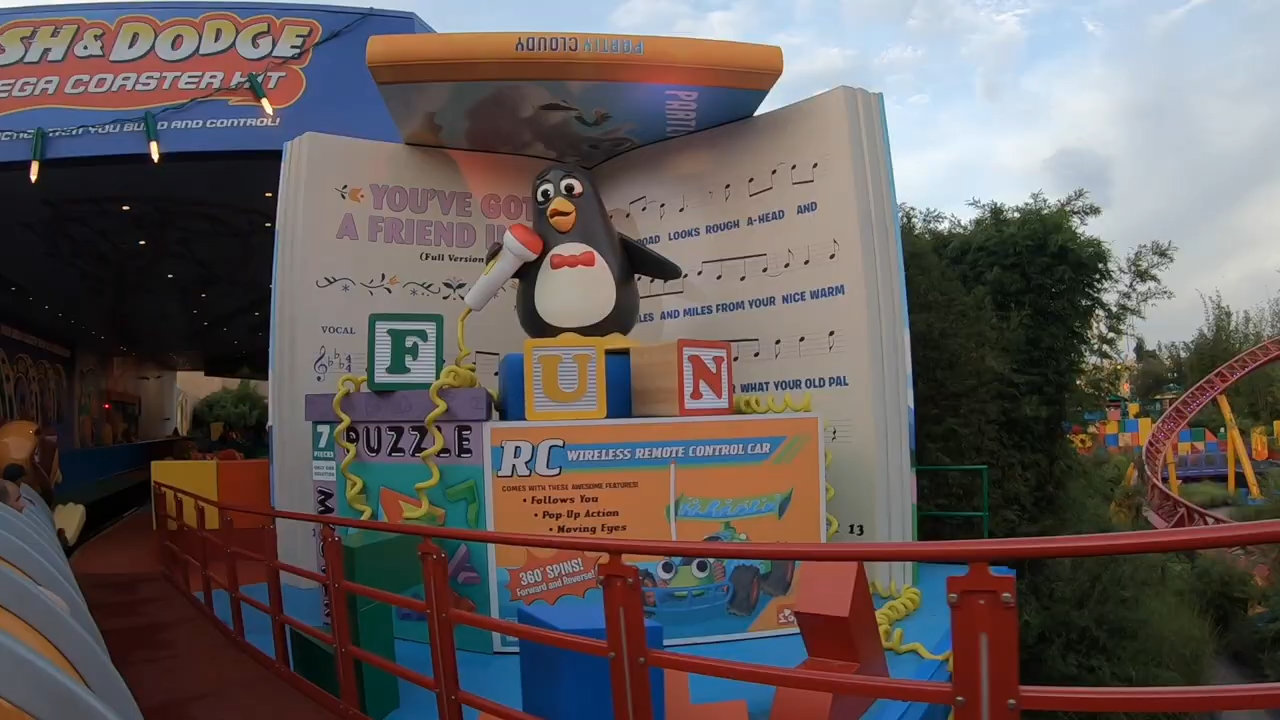 SH & DODGE
EGA COASTER KIT
YOU BUILD AND CONTROL!
PARTLY CLOUDY
PARTL
YOU'VE GOT
A FRIEND IN
(Full Version
VOCAL
ROAD LOOKS ROUGH A-HEAD AND
LES AND MILES FROM YOUR NICE WARM
R WHAT YOUR OLD PAL
F
U
N
7
PIECES
PUZZLE
RC WIRELESS REMOTE CONTROL CAR
COMES WITH THESE AWESOME FEATURES!
• Follows You
• Pop-Up Action
• Moving Eyes
360° SPINS!
Forward and Reverse!
13